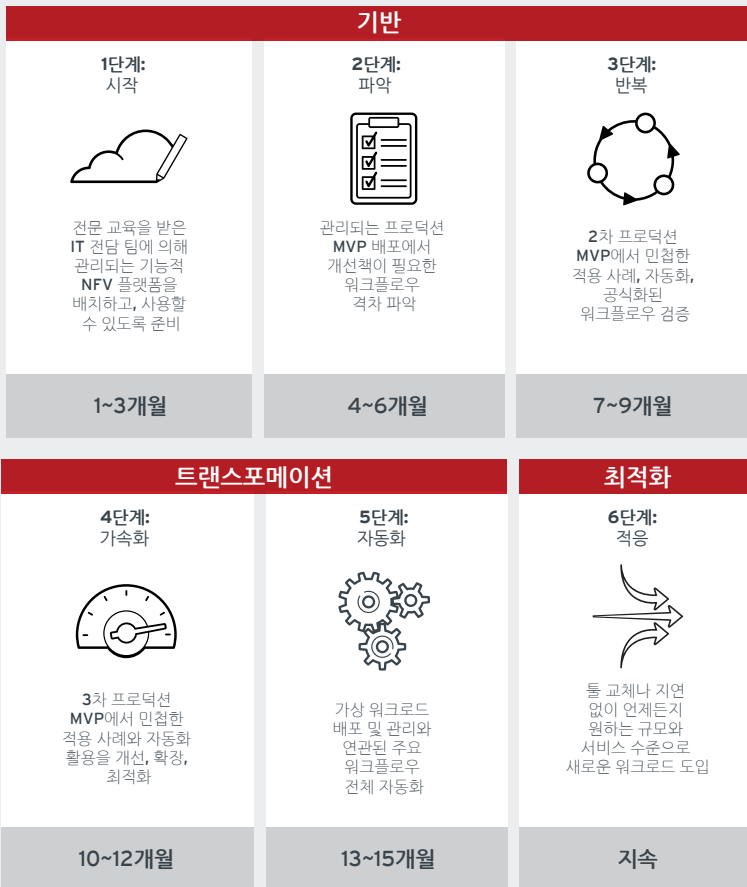 기반
1단계:
시작
전문 교육을 받은
IT 전담 팀에 의해
관리되는 기능적
NFV 플랫폼을
배치하고, 사용할
수 있도록 준비
1~3개월
2단계:
파악
관리되는 프로덕션
MVP 배포에서
개선책이 필요한
워크플로우
격차 파악
4~6개월
3단계:
반복
2차 프로덕션
MVP에서 민첩한
적용 사례, 자동화,
공식화된
워크플로우 검증
7~9개월
트랜스포메이션
4단계:
가속화
3차 프로덕션
MVP에서 민첩한
적용 사례와 자동화
활용을 개선, 확장,
최적화
10~12개월
5단계:
자동화
가상 워크로드
배포 및 관리와
연관된 주요
워크플로우
전체 자동화
13~15개월
최적화
6단계:
적응
툴 교체나 지연
없이 언제든지
원하는 규모와
서비스 수준으로
새로운 워크로드 도입
지속